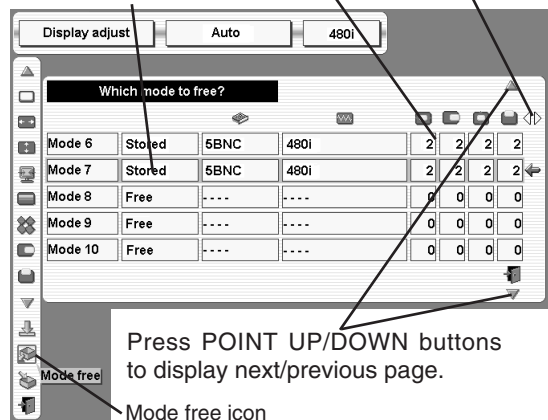 Display adjust Auto 480i
Which mode to free?
Mode 6 Stored 5BNC 480i 2 2 2 2
Mode 7 Stored 5BNC 480i 2 2 2 2
Mode 8 Free ---- ---- 0 0 0 0
Mode 9 Free ---- ---- 0 0 0 0
Mode 10 Free ---- ---- 0 0 0 0
Press POINT UP/DOWN buttons
to display next/previous page.
Mode free
Mode free icon